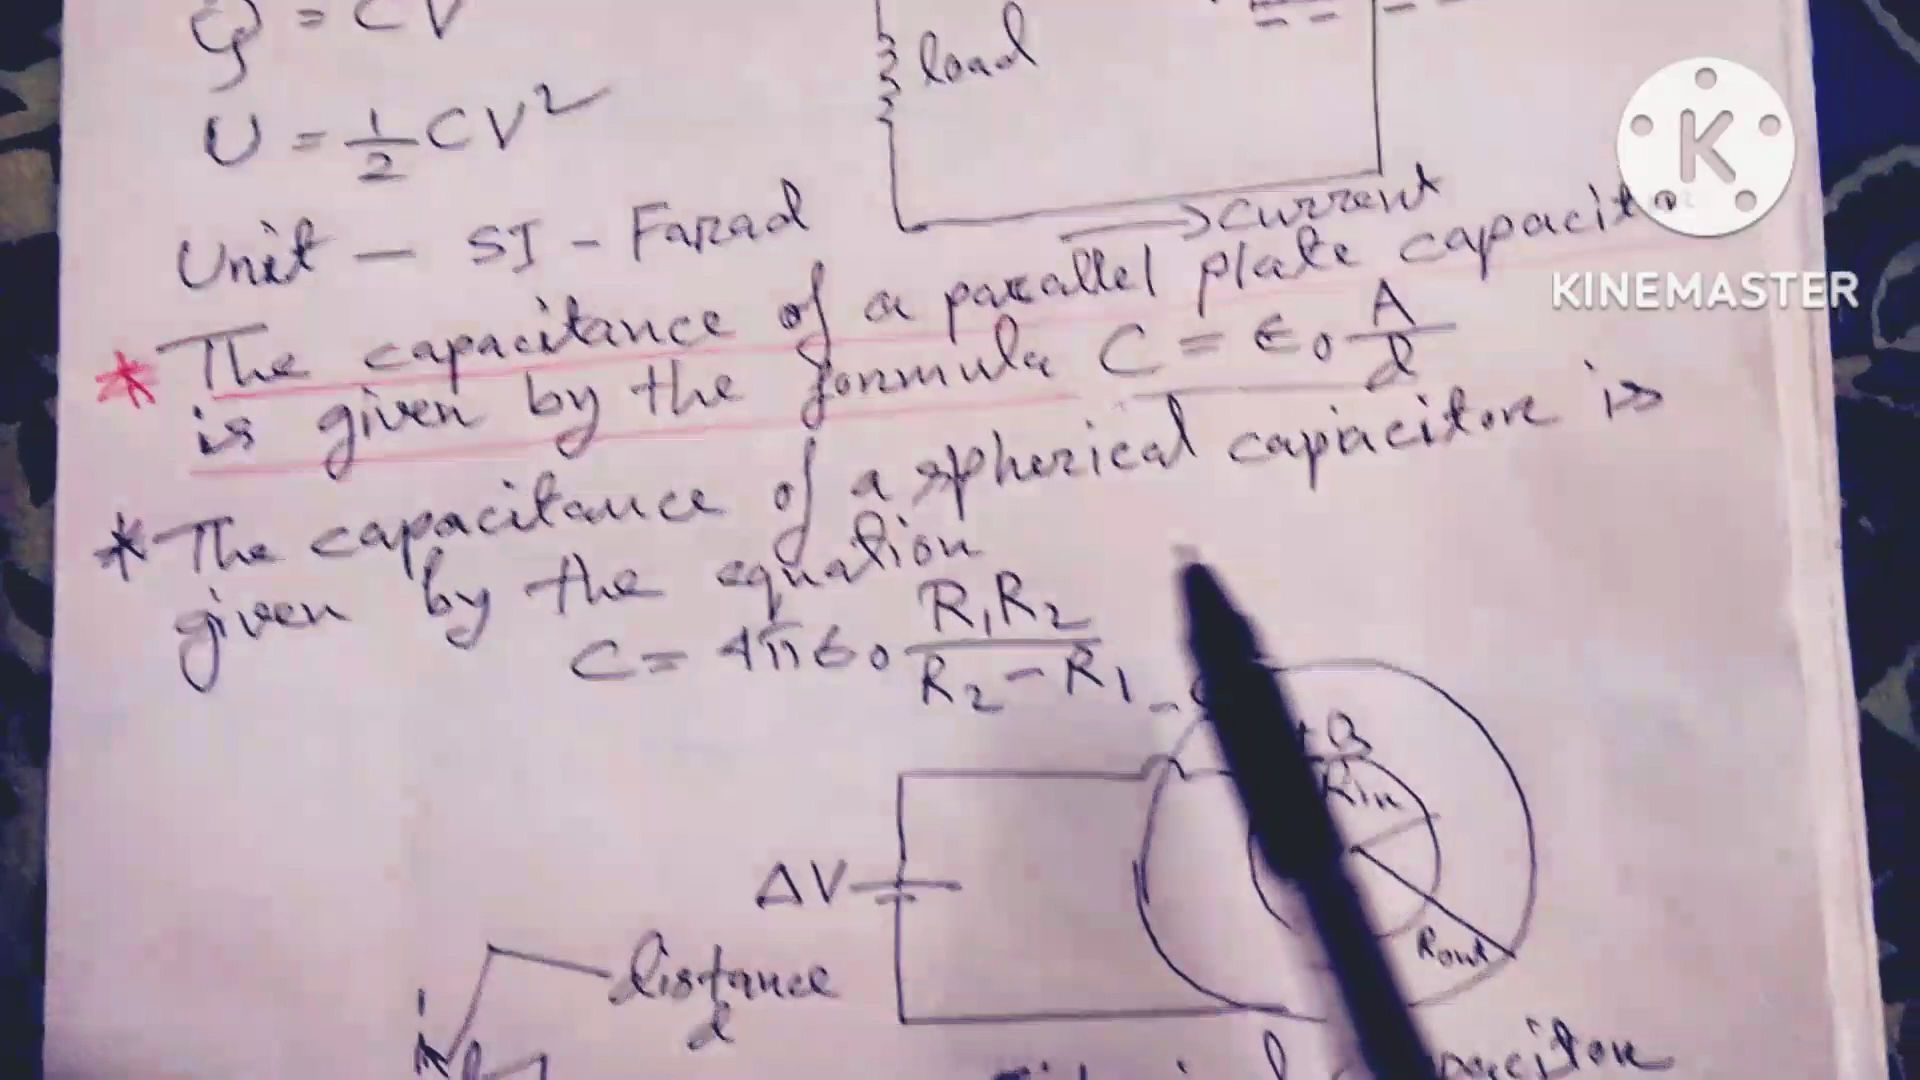 Q = CV
load
U = 1/2 CV²
Unit – SI – Farad
→ current
* The capacitance of a parallel plate capacitor
is given by the formula C = ε₀ A/d
* The capacitance of a spherical capacitor is
given by the equation
C = 4πε₀ R₁R₂ / R₂ – R₁
+Q
Rin
ΔV
Rout
distance
d
KINEMASTER